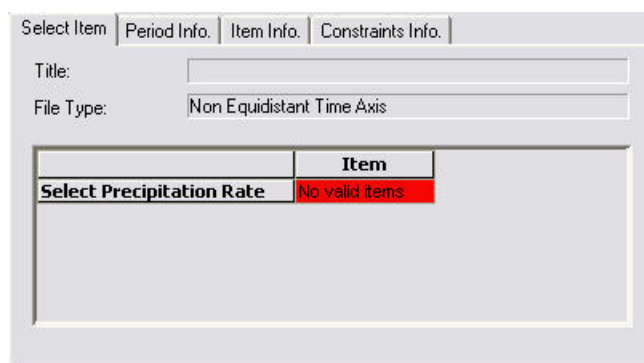 Select Item Period Info. Item Info. Constraints Info.
Title:
File Type: Non Equidistant Time Axis
Item
Select Precipitation Rate No valid items